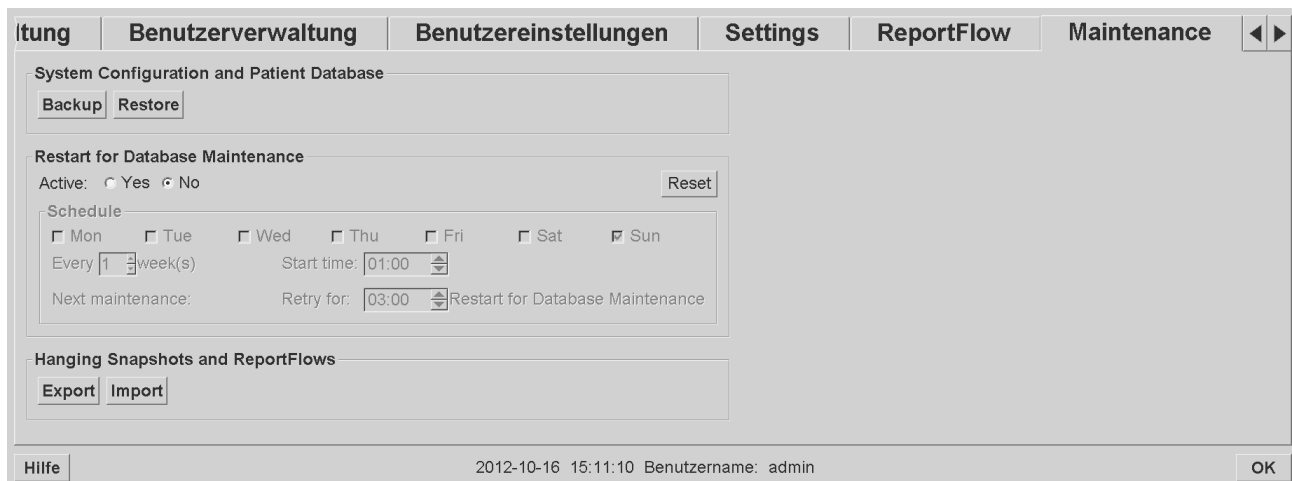 ltung Benutzerverwaltung Benutzereinstellungen Settings ReportFlow Maintenance
System Configuration and Patient Database
Backup Restore
Restart for Database Maintenance
Active: Yes No Reset
Schedule
Mon Tue Wed Thu Fri Sat Sun
Every 1 week(s) Start time: 01:00
Next maintenance: Retry for: 03:00 Restart for Database Maintenance
Hanging Snapshots and ReportFlows
Export Import
Hilfe 2012-10-16 15:11:10 Benutzername: admin OK